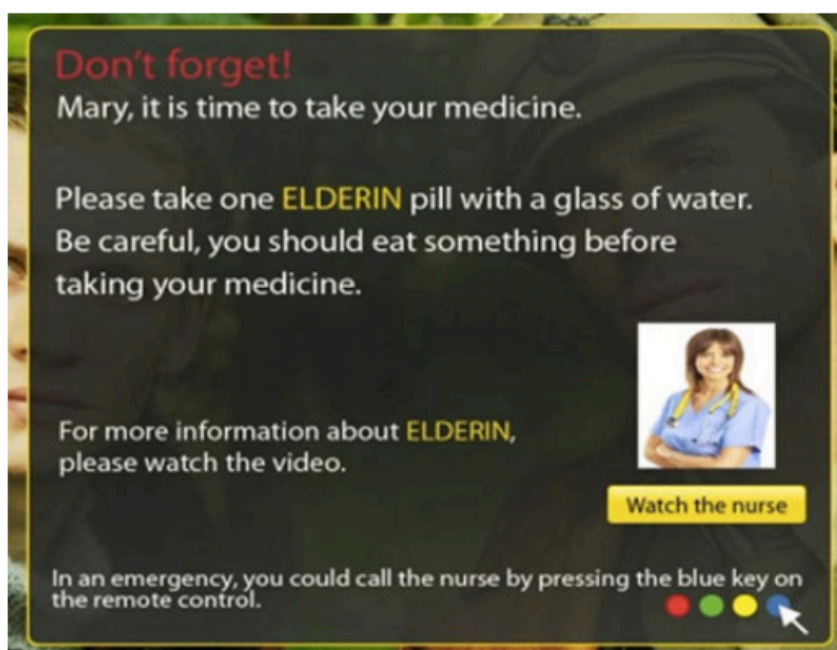 Don't forget!
Mary, it is time to take your medicine.
Please take one ELDERIN pill with a glass of water.
Be careful, you should eat something before
taking your medicine.
For more information about ELDERIN,
please watch the video.
Watch the nurse
In an emergency, you could call the nurse by pressing the blue key on
the remote control.